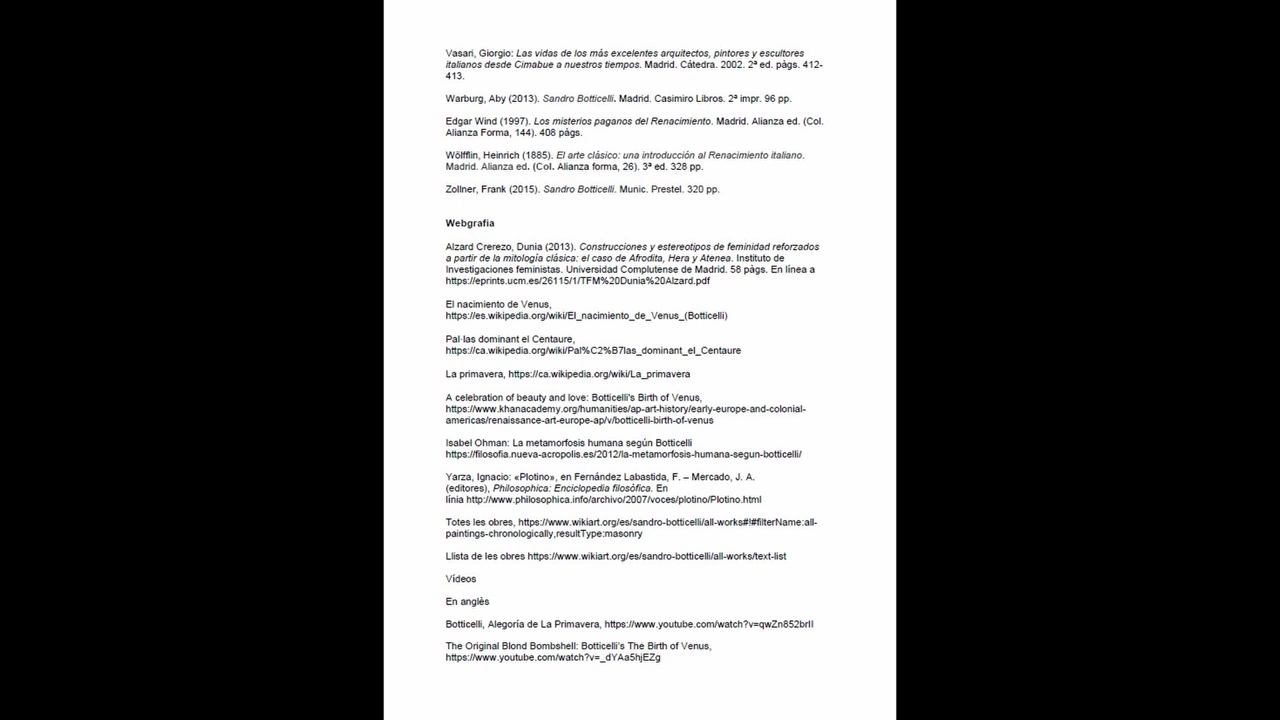 Vasari, Giorgio: Las vidas de los más excelentes arquitectos, pintores y escultores
italianos desde Cimabue a nuestros tiempos. Madrid. Cátedra. 2002. 2ª ed. pàgs. 412-
413.
Warburg, Aby (2013). Sandro Botticelli. Madrid. Casimiro Libros. 2ª impr. 96 pp.
Edgar Wind (1997). Los misterios paganos del Renacimiento. Madrid. Alianza ed. (Col.
Alianza Forma, 144). 408 pàgs.
Wölfflin, Heinrich (1885). El arte clásico: una introducción al Renacimiento italiano.
Madrid. Alianza ed. (Col. Alianza forma, 26). 3ª ed. 328 pp.
Zollner, Frank (2015). Sandro Botticelli. Munic. Prestel. 320 pp.
Webgrafia
Alzard Crerezo, Dunia (2013). Construcciones y estereotipos de feminidad reforzados
a partir de la mitología clásica: el caso de Afrodita, Hera y Atenea. Instituto de
Investigaciones feministas. Universidad Complutense de Madrid. 58 pàgs. En línea a
https://eprints.ucm.es/26115/1/TFM%20Dunia%20Alzard.pdf
El nacimiento de Venus,
https://es.wikipedia.org/wiki/El_nacimiento_de_Venus_(Botticelli)
Pal·las dominant el Centaure,
https://ca.wikipedia.org/wiki/Pal%C2%B7las_dominant_el_Centaure
La primavera, https://ca.wikipedia.org/wiki/La_primavera
A celebration of beauty and love: Botticelli's Birth of Venus,
https://www.khanacademy.org/humanities/ap-art-history/early-europe-and-colonial-
americas/renaissance-art-europe-ap/v/botticelli-birth-of-venus
Isabel Ohman: La metamorfosis humana según Botticelli
https://filosofia.nueva-acropolis.es/2012/la-metamorfosis-humana-segun-botticelli/
Yarza, Ignacio: «Plotino», en Fernández Labastida, F. – Mercado, J. A.
(editores), Philosophica: Enciclopedia filosófica. En
línia http://www.philosophica.info/archivo/2007/voces/plotino/Plotino.html
Totes les obres, https://www.wikiart.org/es/sandro-botticelli/all-works#!#filterName:all-
paintings-chronologically,resultType:masonry
Llista de les obres https://www.wikiart.org/es/sandro-botticelli/all-works/text-list
Vídeos
En anglès
Botticelli, Alegoría de La Primavera, https://www.youtube.com/watch?v=qwZn852brII
The Original Blond Bombshell: Botticelli's The Birth of Venus,
https://www.youtube.com/watch?v=_dYAa5hjEZg